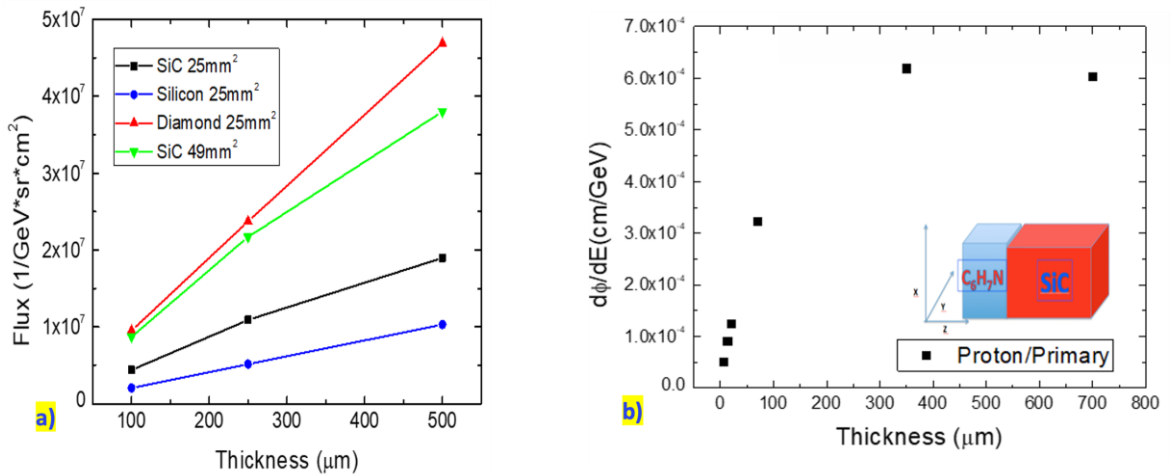 5x10⁷
4x10⁷
3x10⁷
2x10⁷
1x10⁷
0
Flux (1/GeV*sr*cm²)
SiC 25mm²
Silicon 25mm²
Diamond 25mm²
SiC 49mm²
100 200 300 400 500
Thickness (μm)
a)
7.0x10⁻⁴
6.0x10⁻⁴
5.0x10⁻⁴
4.0x10⁻⁴
3.0x10⁻⁴
2.0x10⁻⁴
1.0x10⁻⁴
0.0
dϕ/dE(cm/GeV)
X
Y
Z
C₆H₇N
SiC
Proton/Primary
0 100 200 300 400 500 600 700 800
Thickness (μm)
b)